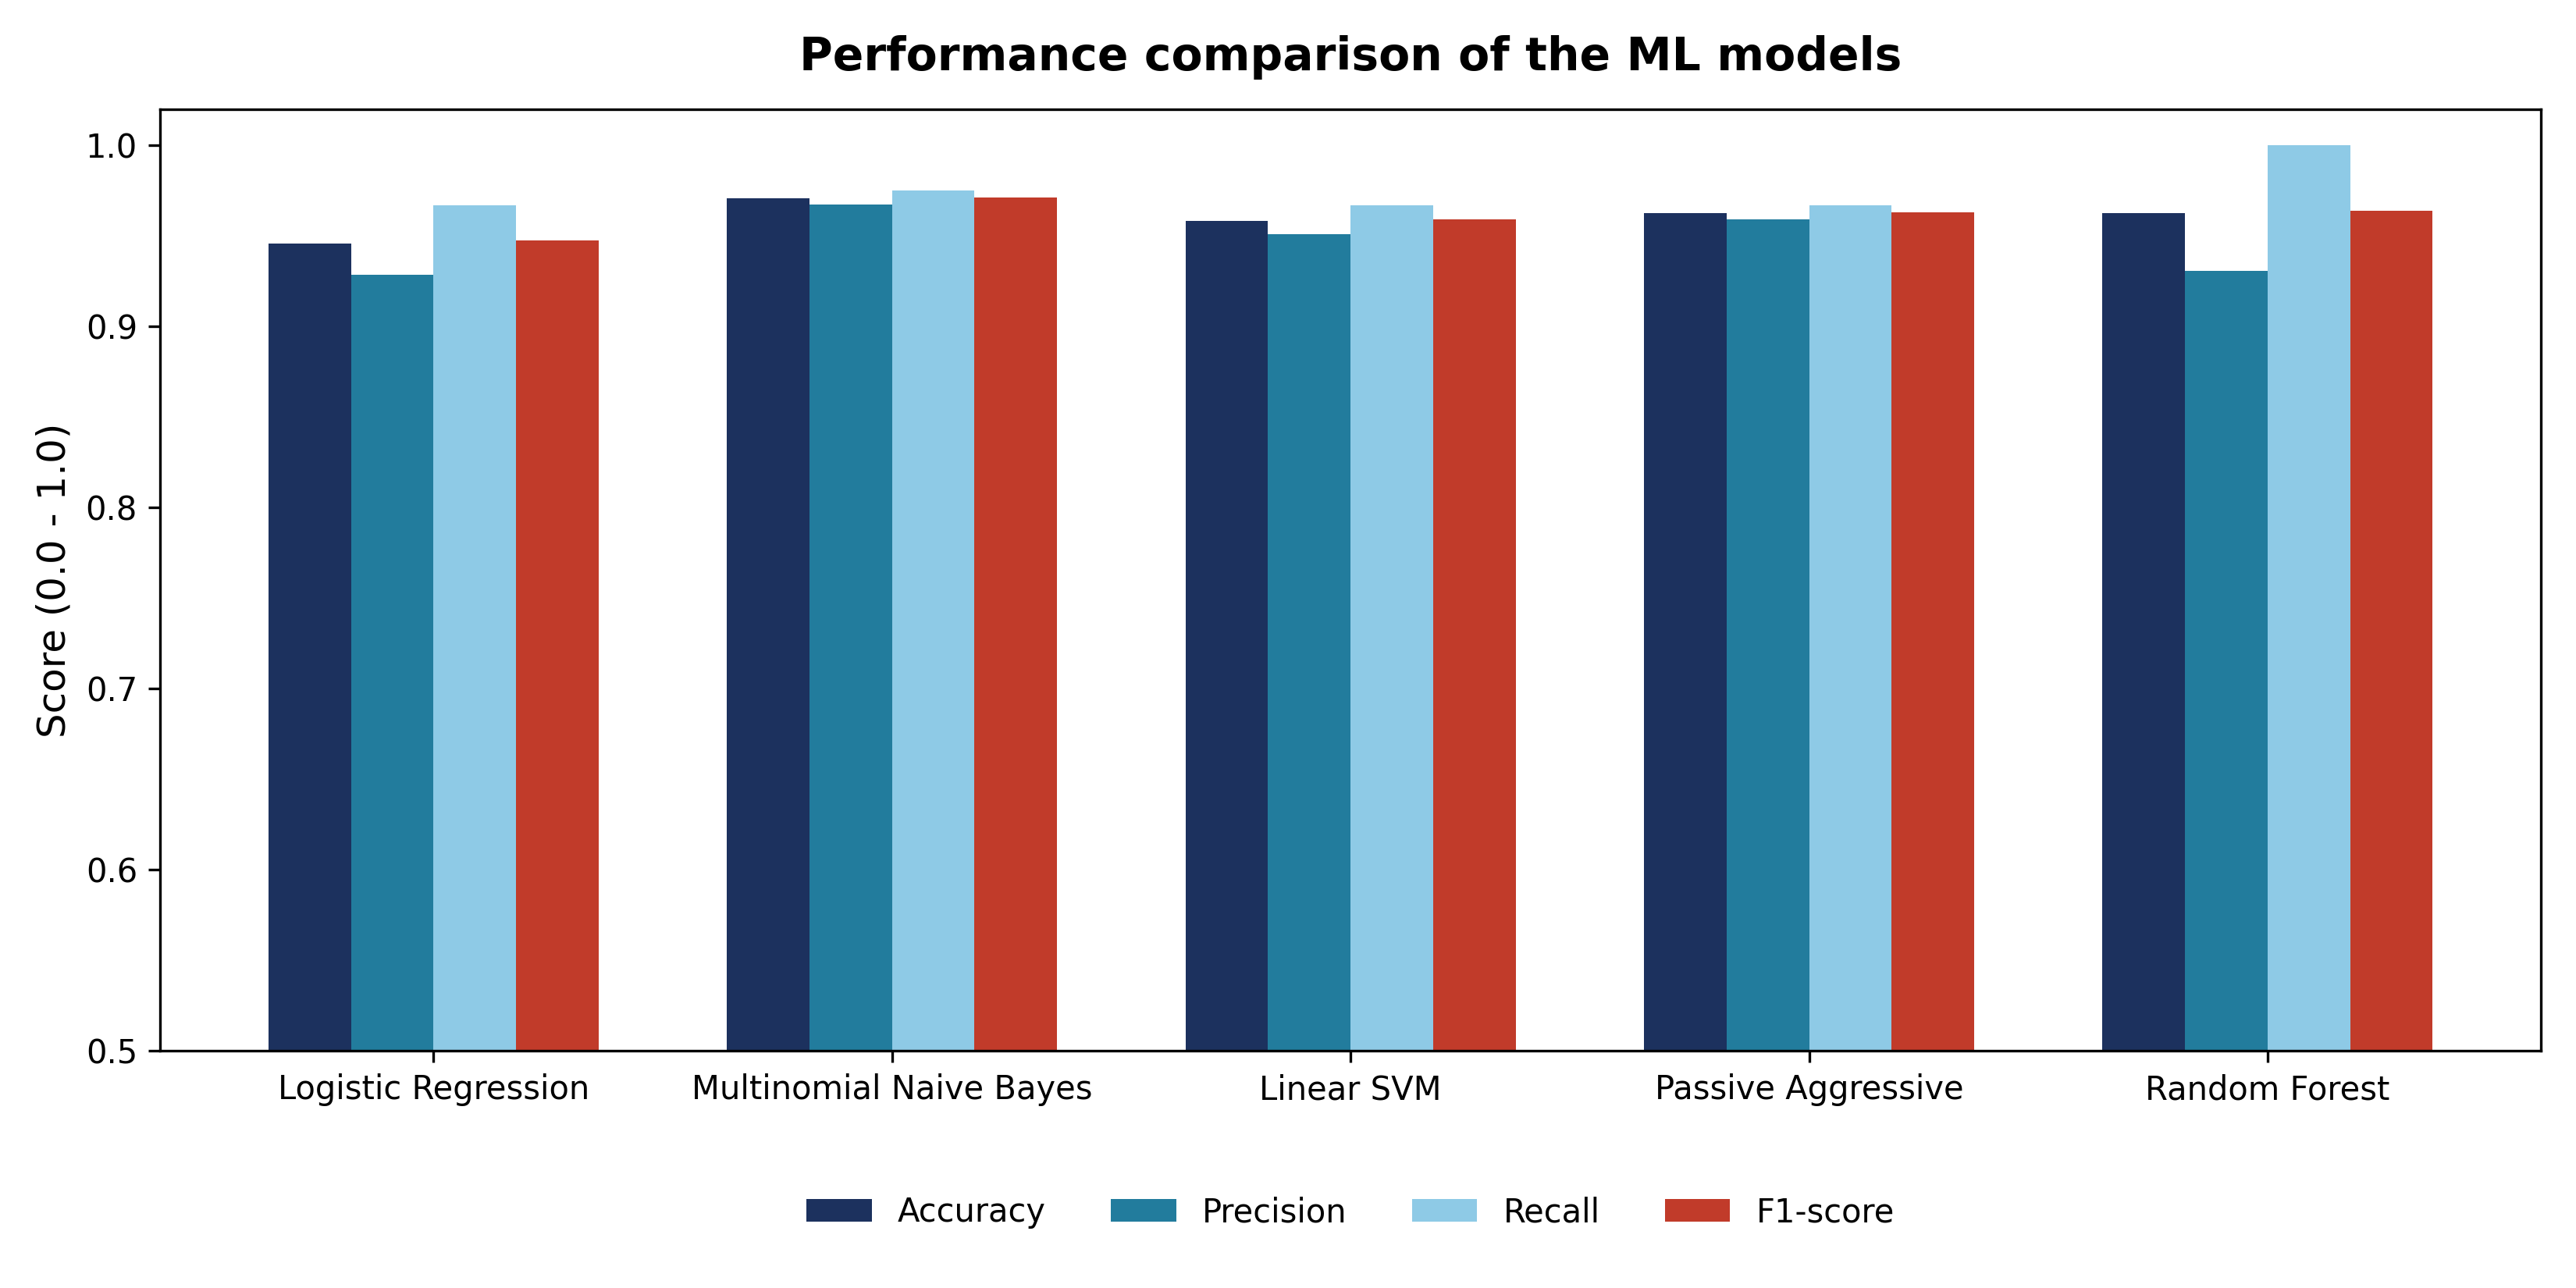 Performance comparison of the ML models
Score (0.0 - 1.0)
1.0
0.9
0.8
0.7
0.6
0.5
Logistic Regression
Multinomial Naive Bayes
Linear SVM
Passive Aggressive
Random Forest
Accuracy
Precision
Recall
F1-score